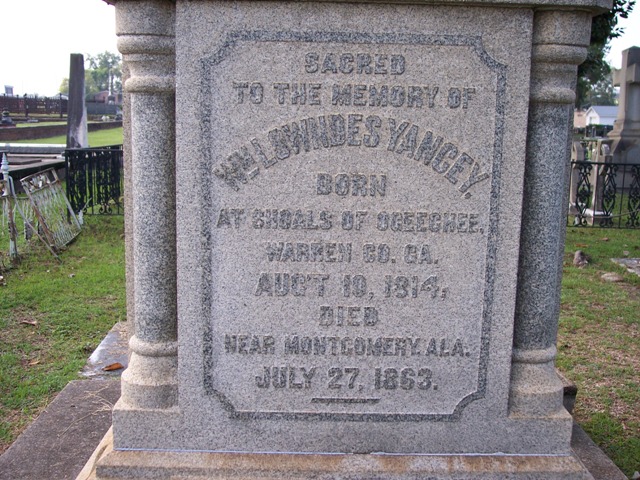 SACRED
TO THE MEMORY OF
WM LOWNDES YANCEY,
BORN
AT SHOALS OF OGEECHEE,
WARREN CO. GA.
AUG'T 10, 1814,
DIED
NEAR MONTGOMERY, ALA.
JULY 27, 1863.